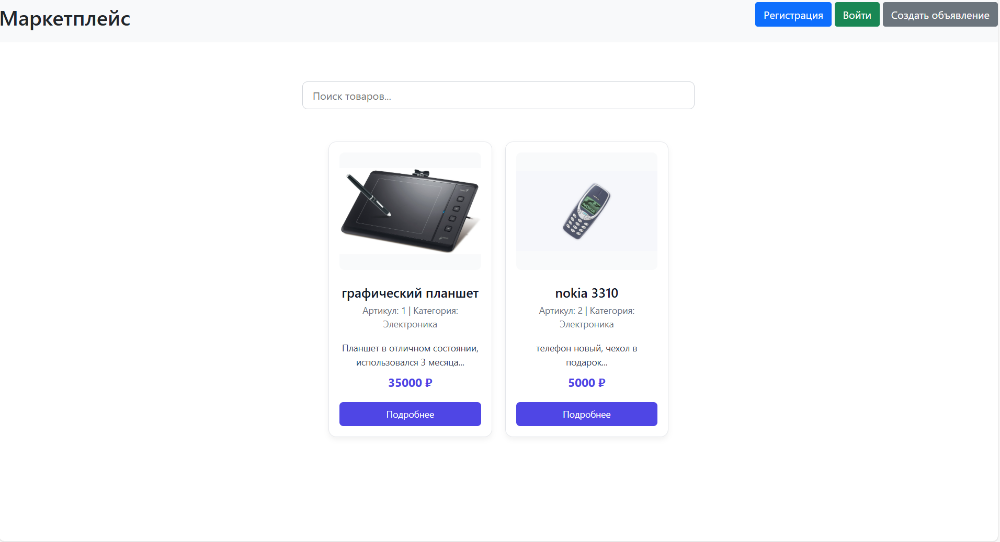 Маркетплейс
Регистрация
Войти
Создать объявление
Поиск товаров...
NOKIA
графический планшет
Артикул: 1 | Категория:
Электроника
Планшет в отличном состоянии,
использовался 3 месяца...
35000 ₽
Подробнее
nokia 3310
Артикул: 2 | Категория:
Электроника
телефон новый, чехол в
подарок...
5000 ₽
Подробнее